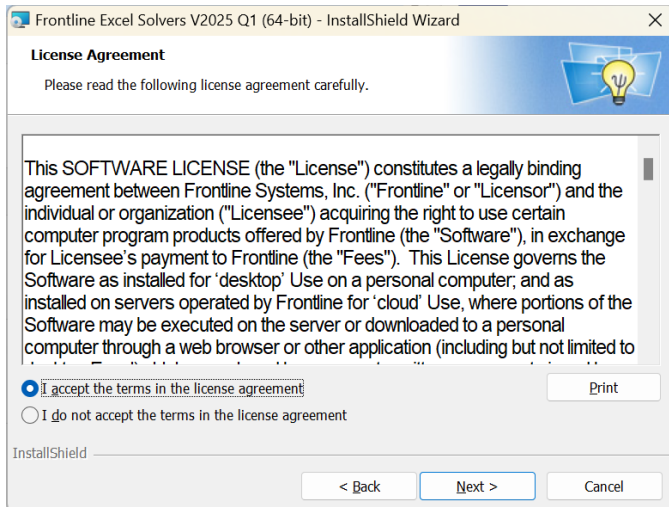 Frontline Excel Solvers V2025 Q1 (64-bit) - InstallShield Wizard
License Agreement
Please read the following license agreement carefully.
This SOFTWARE LICENSE (the "License") constitutes a legally binding
agreement between Frontline Systems, Inc. ("Frontline" or "Licensor") and the
individual or organization ("Licensee") acquiring the right to use certain
computer program products offered by Frontline (the "Software"), in exchange
for Licensee's payment to Frontline (the "Fees").  This License governs the
Software as installed for ‘desktop’ Use on a personal computer; and as
installed on servers operated by Frontline for ‘cloud’ Use, where portions of the
Software may be executed on the server or downloaded to a personal
computer through a web browser or other application (including but not limited to
I accept the terms in the license agreement
Print
I do not accept the terms in the license agreement
InstallShield
< Back
Next >
Cancel